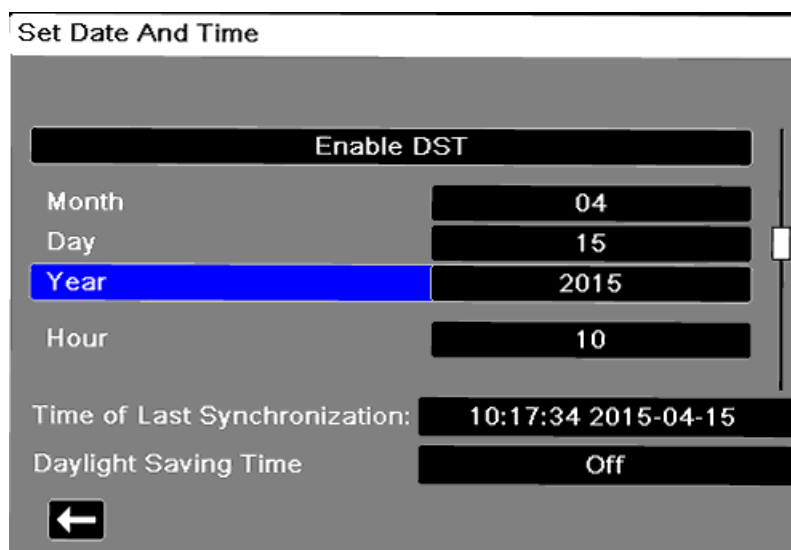 Set Date And Time
Enable DST
Month 04
Day 15
Year 2015
Hour 10
Time of Last Synchronization: 10:17:34 2015-04-15
Daylight Saving Time Off